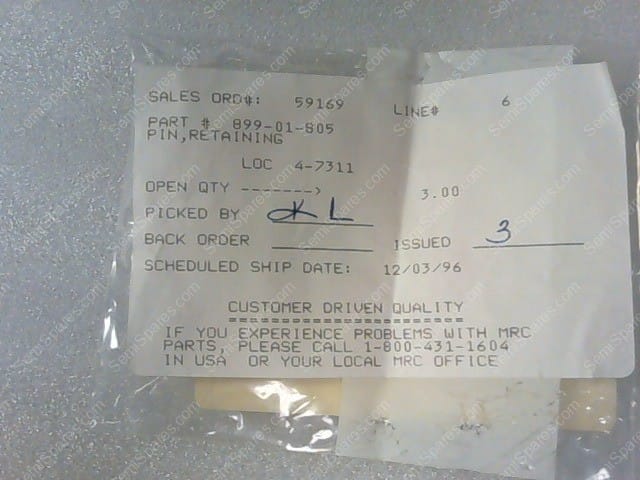 SALES ORD#: 59169 LINE# 6
PART # 899-01-805
PIN,RETAINING
LOC 4-7311
OPEN QTY -------> 3.00
PICKED BY KL
BACK ORDER ISSUED 3
SCHEDULED SHIP DATE: 12/03/96
CUSTOMER DRIVEN QUALITY
=======================
IF YOU EXPERIENCE PROBLEMS WITH MRC
PARTS, PLEASE CALL 1-800-431-1604
IN USA OR YOUR LOCAL MRC OFFICE
SemiSpares.com